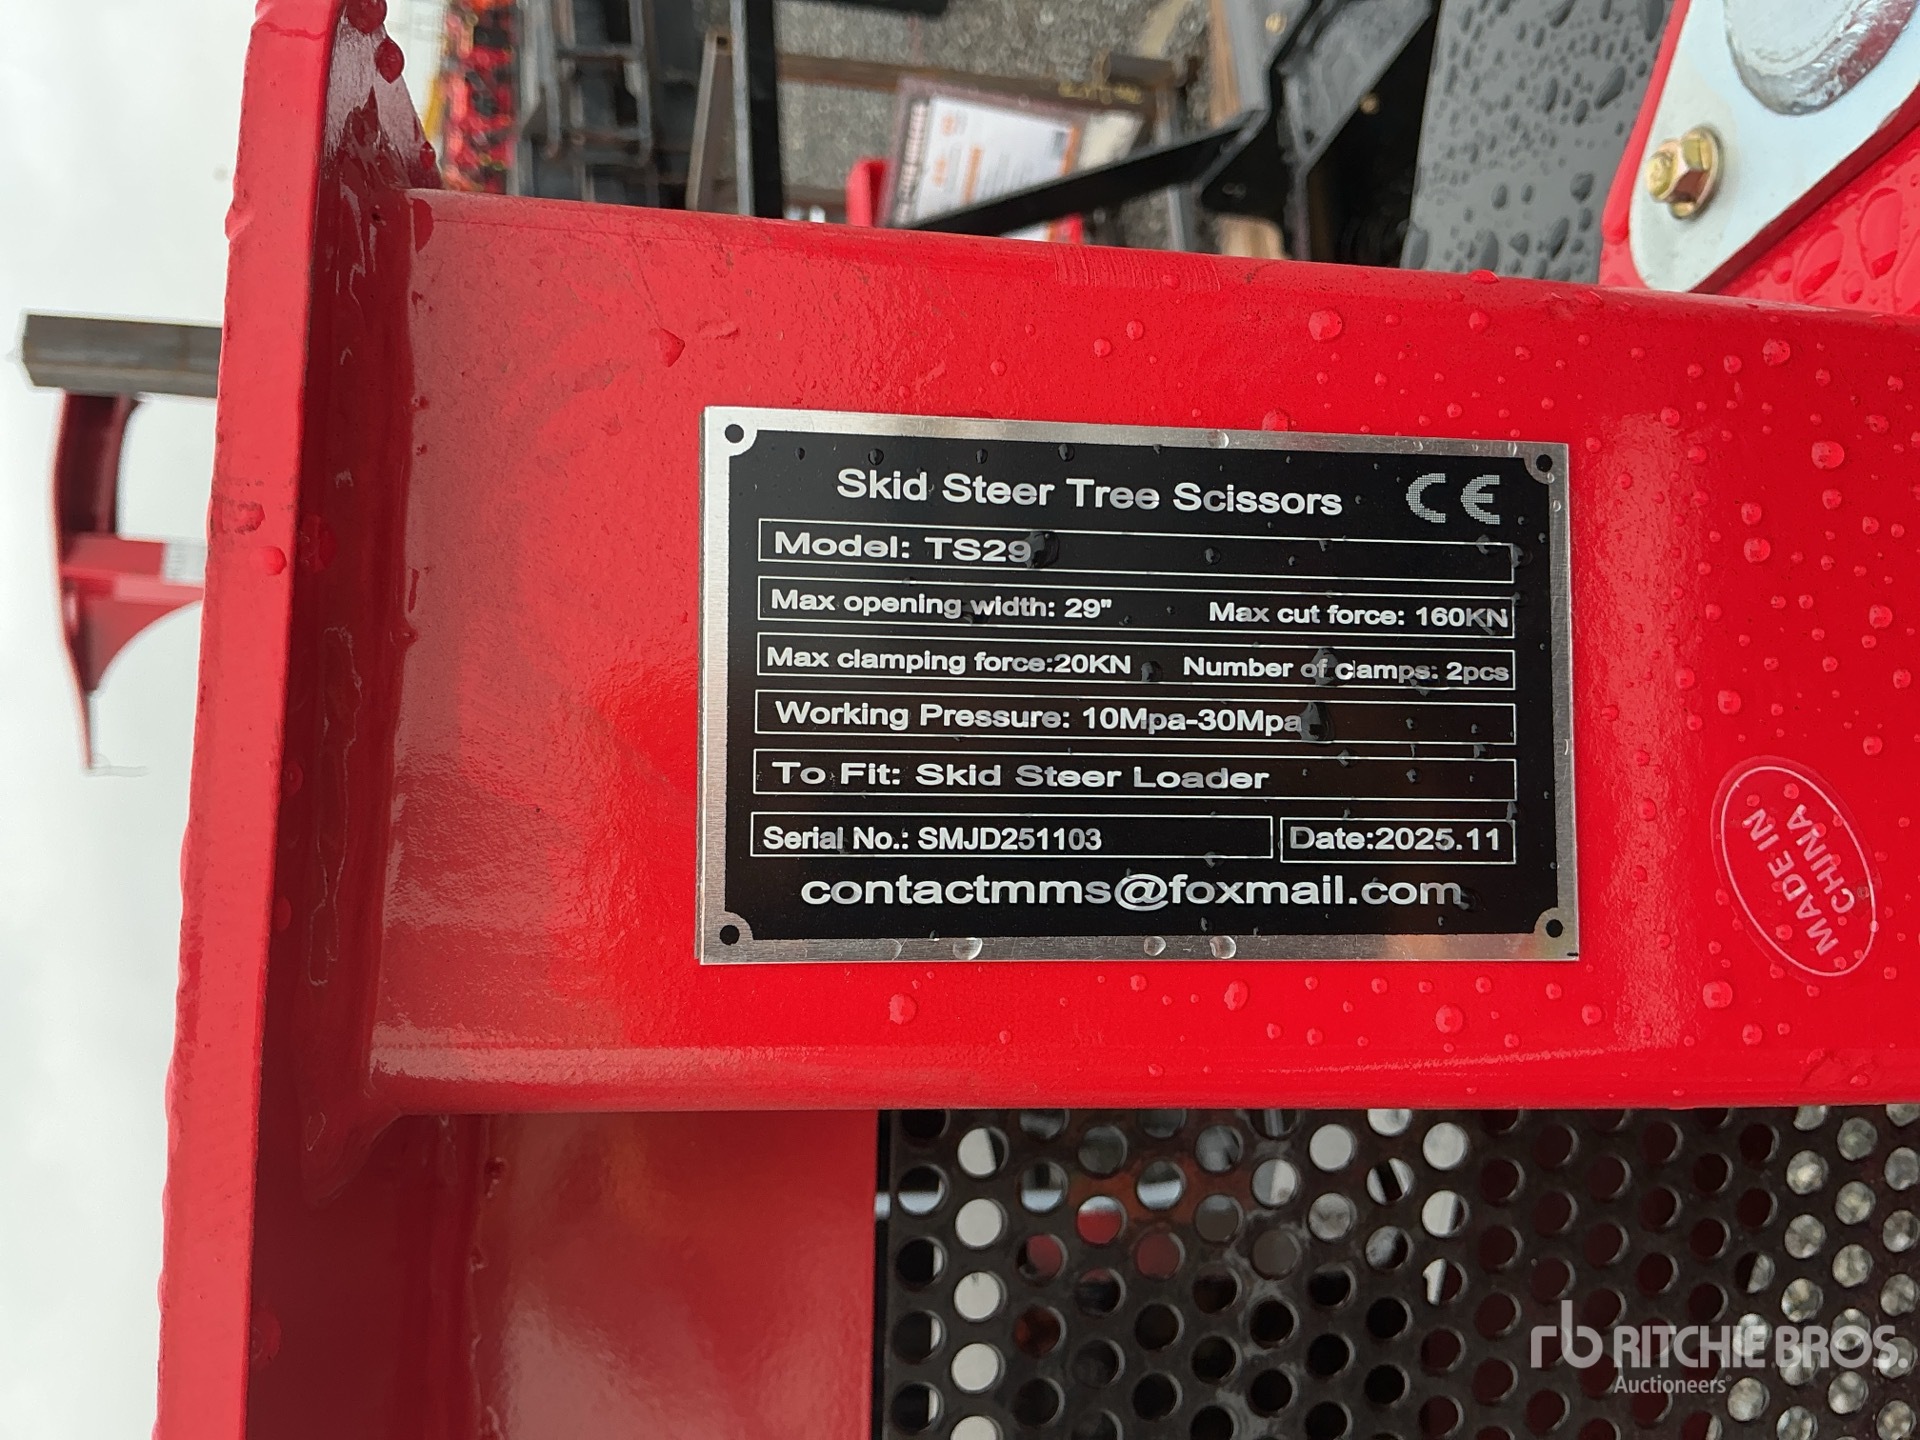 Skid Steer Tree Scissors CE
Model: TS29
Max opening width: 29" Max cut force: 160KN
Max clamping force:20KN Number of clamps: 2pcs
Working Pressure: 10Mpa-30Mpa
To Fit: Skid Steer Loader
Serial No.: SMJD251103 Date:2025.11
contactmms@foxmail.com
MADE IN
CHINA
rb RITCHIE BROS.
Auctioneers